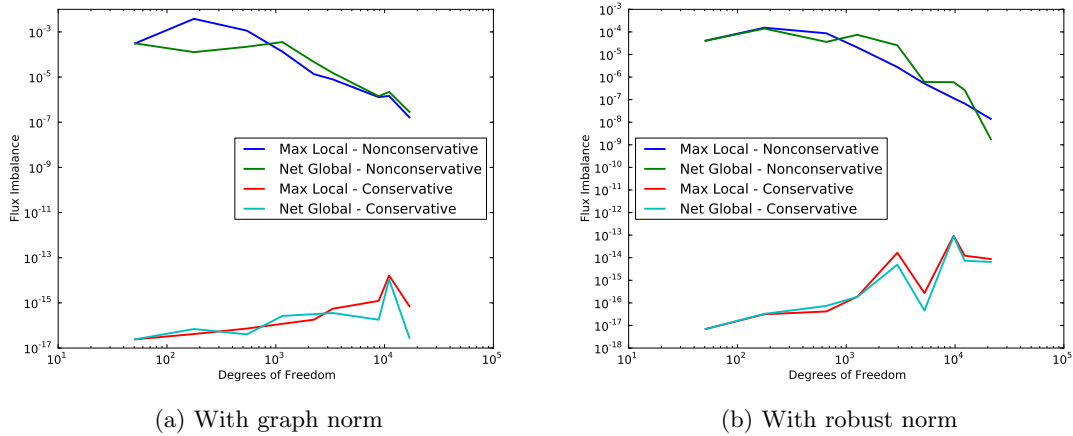 10^-3
10^-5
10^-7
10^-9
10^-11
10^-13
10^-15
10^-17
Flux Imbalance
Max Local - Nonconservative
Net Global - Nonconservative
Max Local - Conservative
Net Global - Conservative
10^1
10^2
10^3
10^4
10^5
Degrees of Freedom
(a) With graph norm
10^-3
10^-4
10^-5
10^-6
10^-7
10^-8
10^-9
10^-10
10^-11
10^-12
10^-13
10^-14
10^-15
10^-16
10^-17
10^-18
Flux Imbalance
Max Local - Nonconservative
Net Global - Nonconservative
Max Local - Conservative
Net Global - Conservative
10^1
10^2
10^3
10^4
10^5
Degrees of Freedom
(b) With robust norm